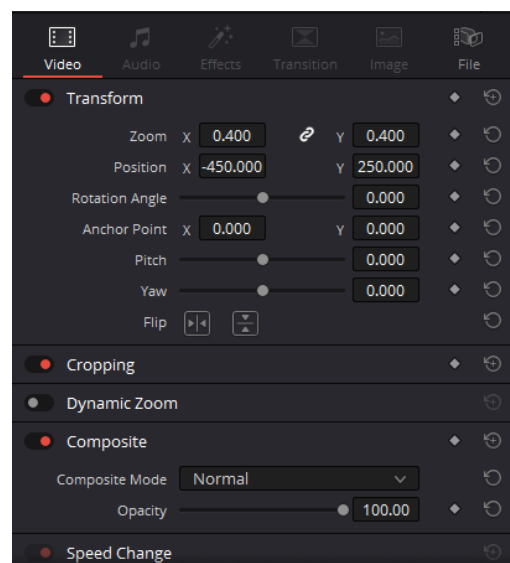 Video Audio Effects Transition Image File
Transform
Zoom X 0.400 Y 0.400
Position X -450.000 Y 250.000
Rotation Angle 0.000
Anchor Point X 0.000 Y 0.000
Pitch 0.000
Yaw 0.000
Flip
Cropping
Dynamic Zoom
Composite
Composite Mode Normal
Opacity 100.00
Speed Change